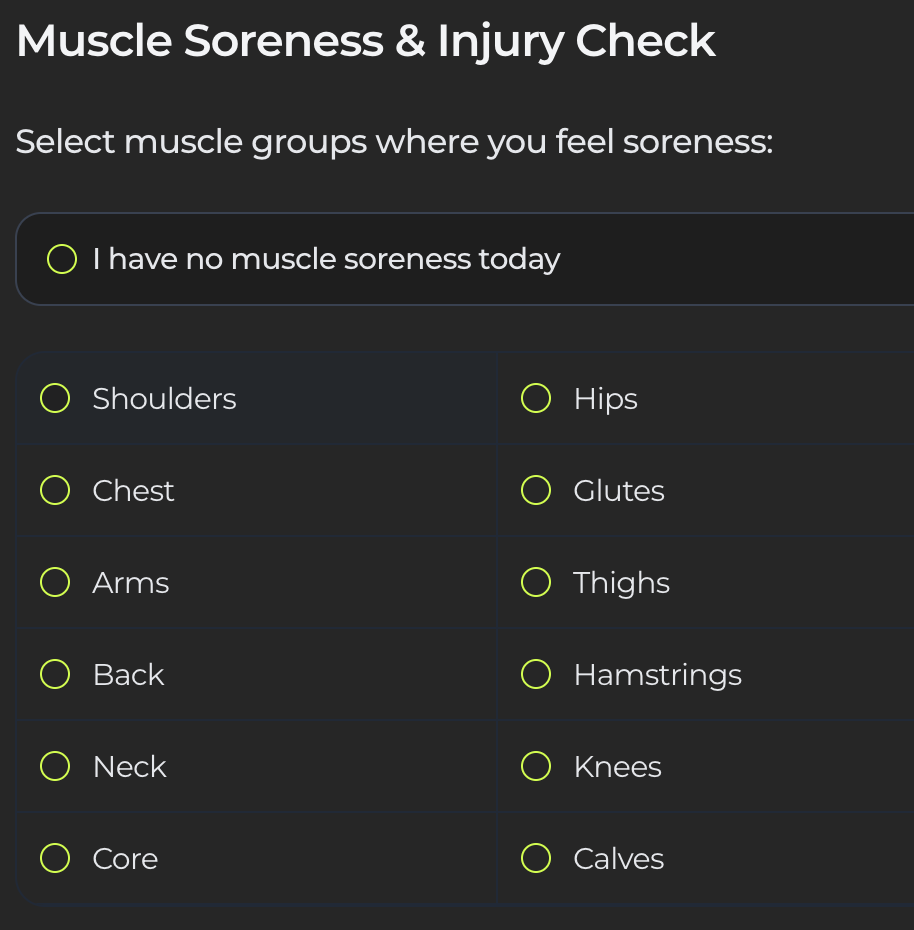 Muscle Soreness & Injury Check
Select muscle groups where you feel soreness:
I have no muscle soreness today
Shoulders
Hips
Chest
Glutes
Arms
Thighs
Back
Hamstrings
Neck
Knees
Core
Calves